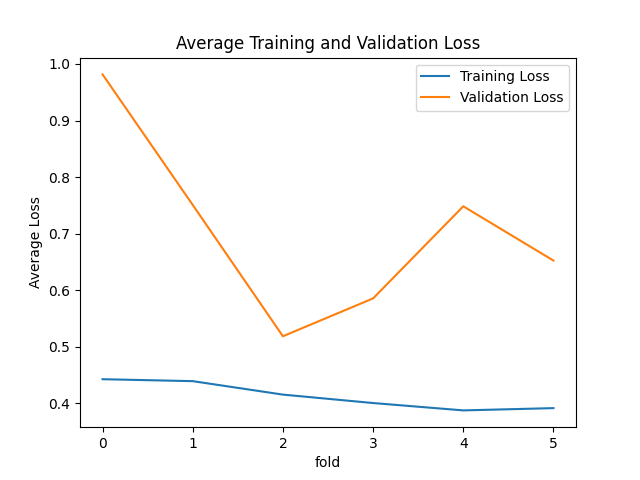 Average Training and Validation Loss
Training Loss
Validation Loss
1.0
0.9
0.8
0.7
0.6
0.5
0.4
Average Loss
0 1 2 3 4 5
fold